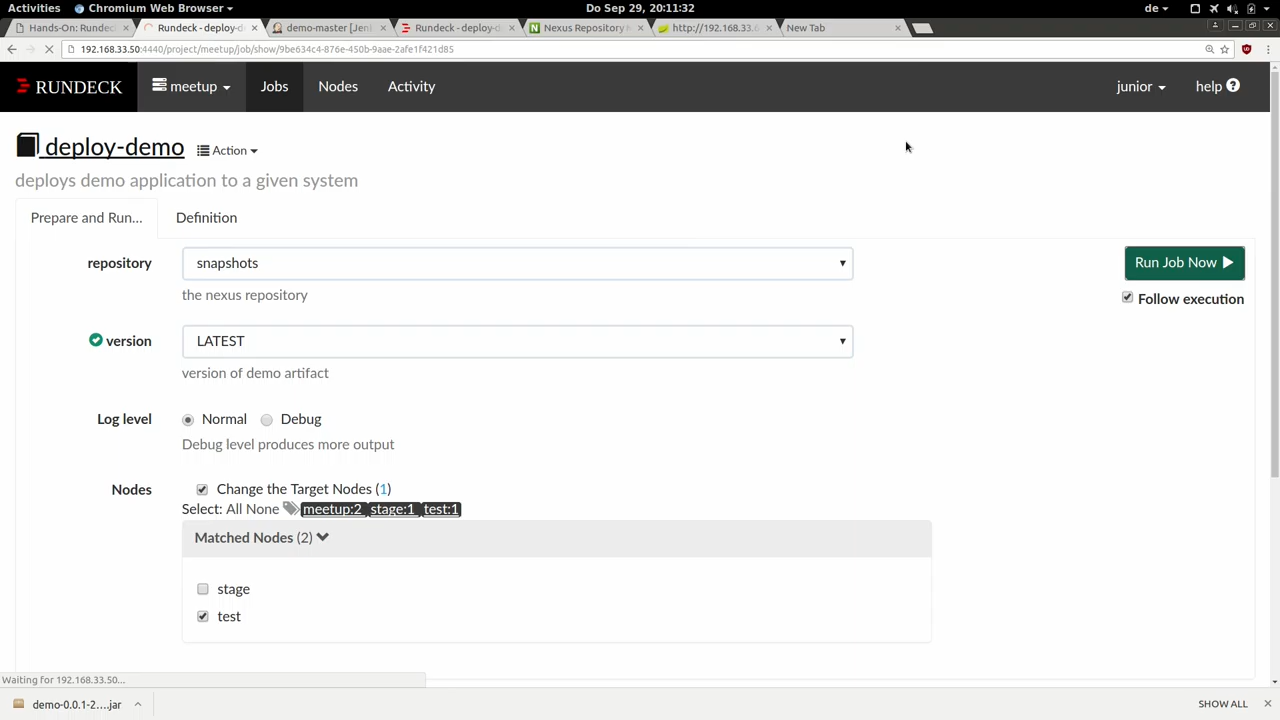 Activities Chromium Web Browser Do Sep 29, 20:11:32 de
Hands-On: Rundeck Rundeck - deploy-d demo-master [Jen Rundeck - deploy-d Nexus Repository http://192.168.33. New Tab
192.168.33.50:4440/project/meetup/job/show/9be634c4-876e-450b-9aae-2afe1f421d85
RUNDECK meetup Jobs Nodes Activity junior help
deploy-demo Action
deploys demo application to a given system
Prepare and Run... Definition
repository snapshots Run Job Now
the nexus repository Follow execution
version LATEST
version of demo artifact
Log level Normal Debug
Debug level produces more output
Nodes Change the Target Nodes (1)
Select: All None meetup:2 stage:1 test:1
Matched Nodes (2)
stage
test
Waiting for 192.168.33.50...
demo-0.0.1-2....jar SHOW ALL